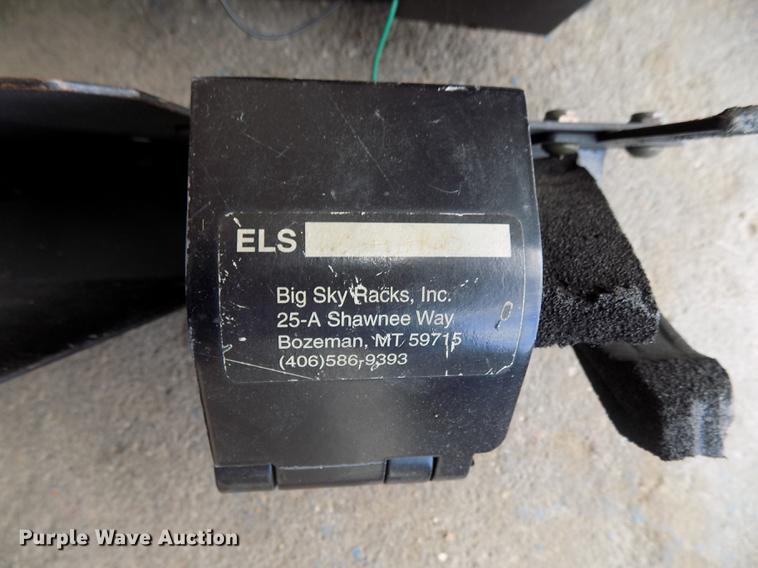 ELS
Big Sky Racks, Inc.
25-A Shawnee Way
Bozeman, MT 59715
(406)586-9393
Purple Wave Auction